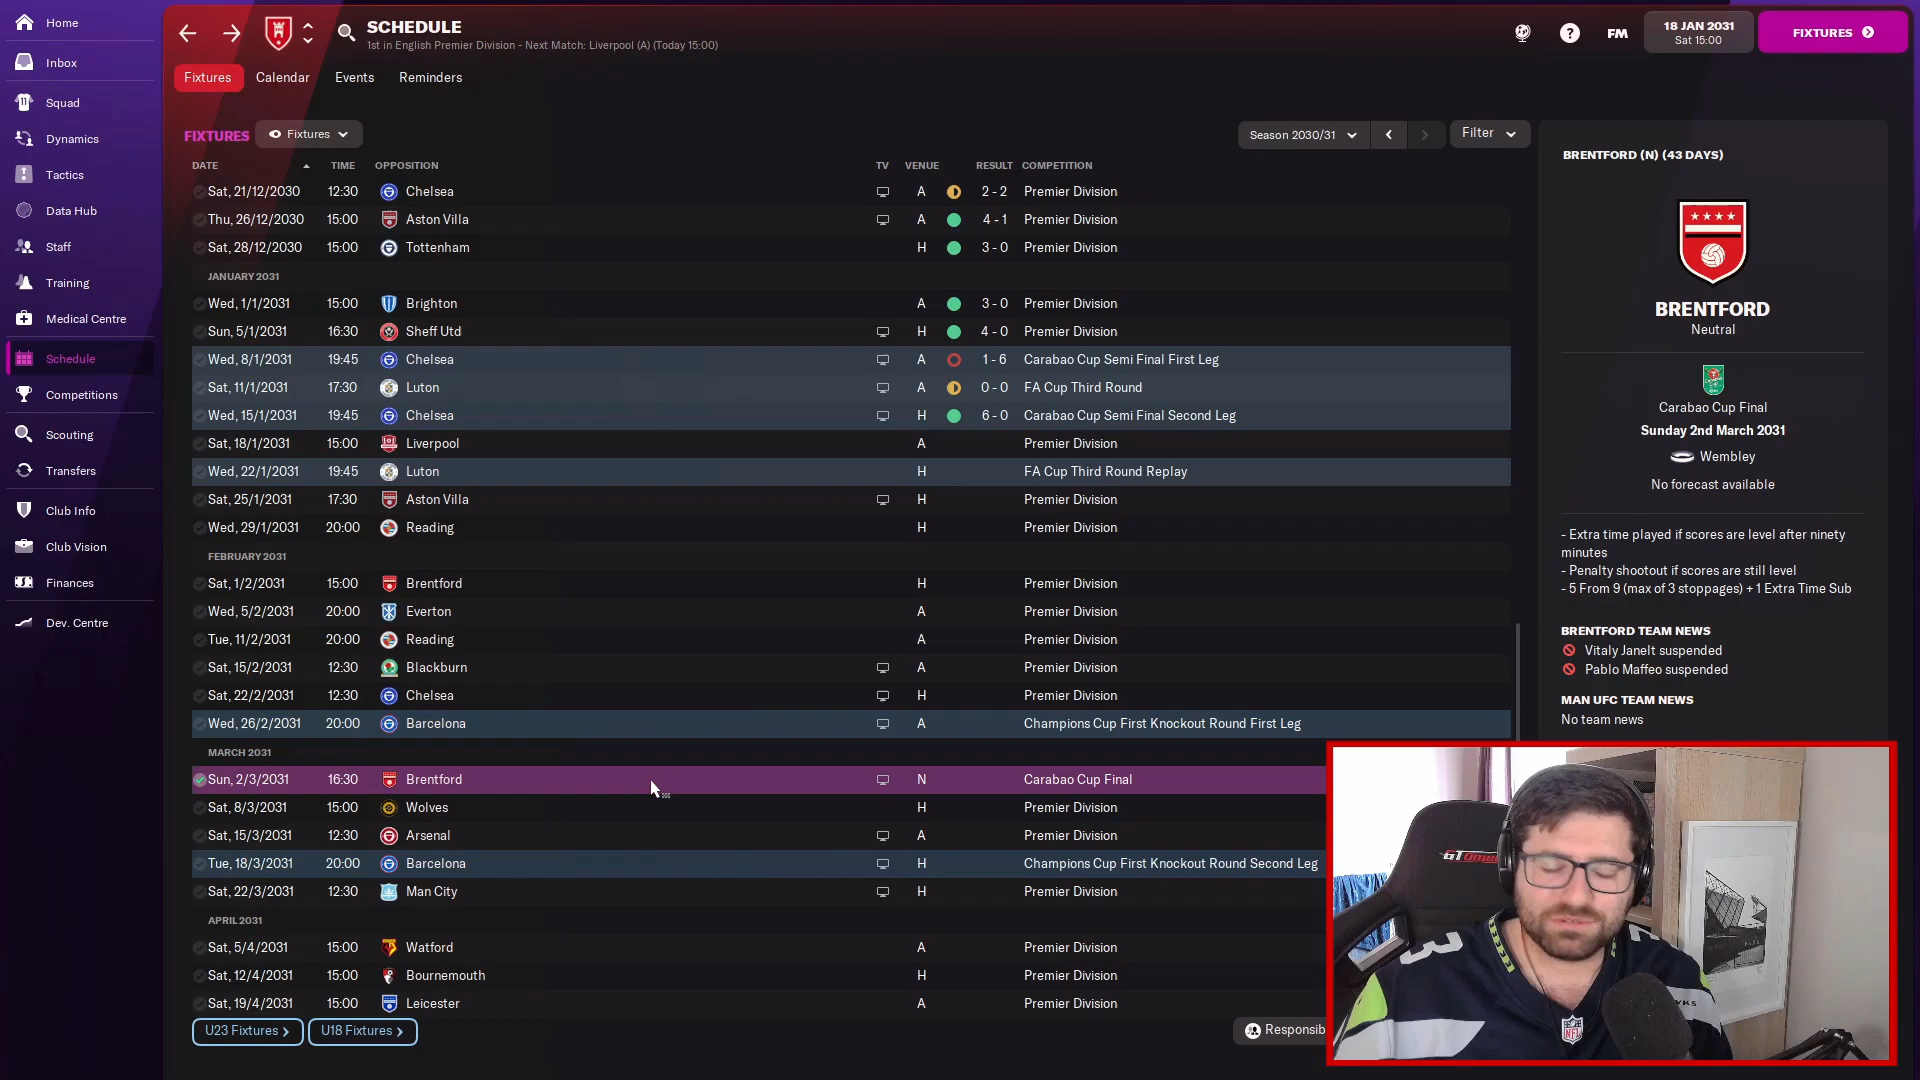 Home
Inbox
Squad
Dynamics
Tactics
Data Hub
Staff
Training
Medical Centre
Schedule
Competitions
Scouting
Transfers
Club Info
Club Vision
Finances
Dev. Centre
SCHEDULE
1st in English Premier Division - Next Match: Liverpool (A) (Today 15:00)
FM
18 JAN 2031
Sat 15:00
FIXTURES
Fixtures Calendar Events Reminders
FIXTURES Fixtures
Season 2030/31 Filter
DATE TIME OPPOSITION TV VENUE RESULT COMPETITION
Sat, 21/12/2030 12:30 Chelsea A 2 - 2 Premier Division
Thu, 26/12/2030 15:00 Aston Villa A 4 - 1 Premier Division
Sat, 28/12/2030 15:00 Tottenham H 3 - 0 Premier Division
JANUARY 2031
Wed, 1/1/2031 15:00 Brighton A 3 - 0 Premier Division
Sun, 5/1/2031 16:30 Sheff Utd H 4 - 0 Premier Division
Wed, 8/1/2031 19:45 Chelsea A 1 - 6 Carabao Cup Semi Final First Leg
Sat, 11/1/2031 17:30 Luton A 0 - 0 FA Cup Third Round
Wed, 15/1/2031 19:45 Chelsea H 6 - 0 Carabao Cup Semi Final Second Leg
Sat, 18/1/2031 15:00 Liverpool A Premier Division
Wed, 22/1/2031 19:45 Luton H FA Cup Third Round Replay
Sat, 25/1/2031 17:30 Aston Villa H Premier Division
Wed, 29/1/2031 20:00 Reading H Premier Division
FEBRUARY 2031
Sat, 1/2/2031 15:00 Brentford H Premier Division
Wed, 5/2/2031 20:00 Everton A Premier Division
Tue, 11/2/2031 20:00 Reading A Premier Division
Sat, 15/2/2031 12:30 Blackburn A Premier Division
Sat, 22/2/2031 12:30 Chelsea H Premier Division
Wed, 26/2/2031 20:00 Barcelona A Champions Cup First Knockout Round First Leg
MARCH 2031
Sun, 2/3/2031 16:30 Brentford N Carabao Cup Final
Sat, 8/3/2031 15:00 Wolves H Premier Division
Sat, 15/3/2031 12:30 Arsenal A Premier Division
Tue, 18/3/2031 20:00 Barcelona H Champions Cup First Knockout Round Second Leg
Sat, 22/3/2031 12:30 Man City H Premier Division
APRIL 2031
Sat, 5/4/2031 15:00 Watford A Premier Division
Sat, 12/4/2031 15:00 Bournemouth H Premier Division
Sat, 19/4/2031 15:00 Leicester A Premier Division
U23 Fixtures U18 Fixtures
Responsib
BRENTFORD (N) (43 DAYS)
BRENTFORD
Neutral
Carabao Cup Final
Sunday 2nd March 2031
Wembley
No forecast available
- Extra time played if scores are level after ninety
minutes
- Penalty shootout if scores are still level
- 5 From 9 (max of 3 stoppages) + 1 Extra Time Sub
BRENTFORD TEAM NEWS
Vitaly Janelt suspended
Pablo Maffeo suspended
MAN UFC TEAM NEWS
No team news
NFL